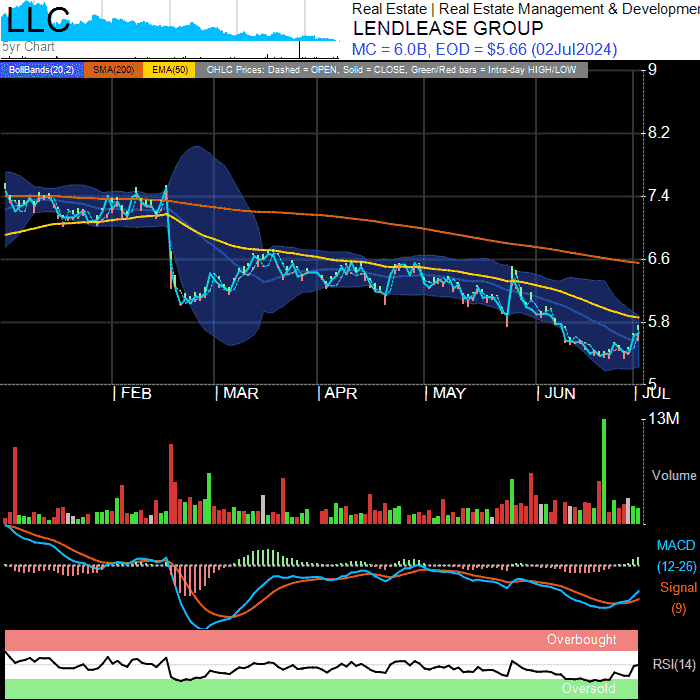 LLC
5yr Chart
Real Estate | Real Estate Management & Developmen
LENDLEASE GROUP
MC = 6.0B, EOD = $5.66 (02Jul2024)
BollBands(20,2) SMA(200) EMA(50) OHLC Prices: Dashed = OPEN, Solid = CLOSE, Green/Red bars = Intra-day HIGH/LOW
9
8.2
7.4
6.6
5.8
5
FEB MAR APR MAY JUN JUL
13M
Volume
MACD
(12-26)
Signal
(9)
Overbought
RSI(14)
Oversold